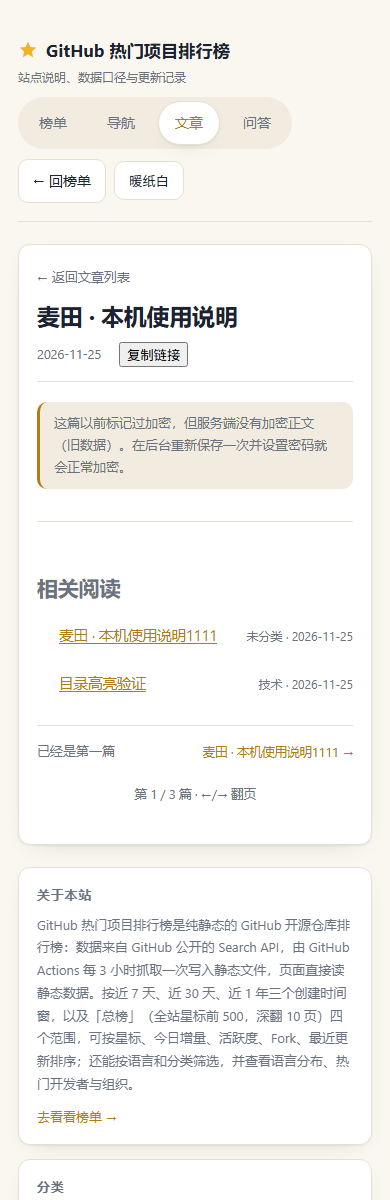 GitHub 热门项目排行榜
站点说明、数据口径与更新记录
榜单 导航 文章 问答
← 回榜单 暖纸白
← 返回文章列表
麦田 · 本机使用说明
2026-11-25 复制链接
这篇以前标记过加密，但服务端没有加密正文
（旧数据）。在后台重新保存一次并设置密码就
会正常加密。
相关阅读
麦田 · 本机使用说明1111 未分类 · 2026-11-25
目录高亮验证 技术 · 2026-11-25
已经是第一篇 麦田 · 本机使用说明1111 →
第 1 / 3 篇 · ←/→ 翻页
关于本站
GitHub 热门项目排行榜是纯静态的 GitHub 开源仓库排
行榜：数据来自 GitHub 公开的 Search API，由 GitHub
Actions 每 3 小时抓取一次写入静态文件，页面直接读
静态数据。按近 7 天、近 30 天、近 1 年三个创建时间
窗，以及「总榜」（全站星标前 500，深翻 10 页）四
个范围，可按星标、今日增量、活跃度、Fork、最近更
新排序；还能按语言和分类筛选，并查看语言分布、热
门开发者与组织。
去看看榜单 →
分类